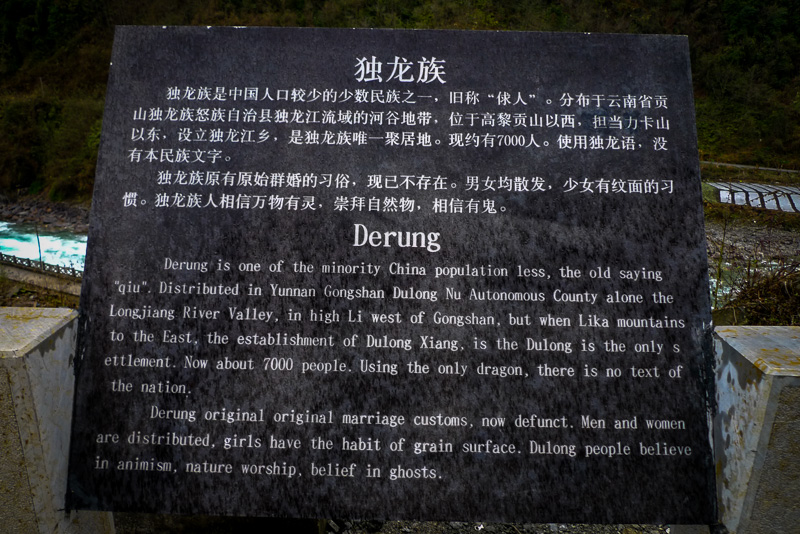 独龙族
独龙族是中国人口较少的少数民族之一，旧称“俅人”。分布于云南省贡
山独龙族怒族自治县独龙江流域的河谷地带，位于高黎贡山以西，担当力卡山
以东，设立独龙江乡，是独龙族唯一聚居地。现约有7000人。使用独龙语，没
有本民族文字。
独龙族原有原始群婚的习俗，现已不存在。男女均散发，少女有纹面的习
惯。独龙族人相信万物有灵，崇拜自然物，相信有鬼。
Derung
Derung is one of the minority China population less, the old saying
"qiu". Distributed in Yunnan Gongshan Dulong Nu Autonomous County alone the
Longjiang River Valley, in high Li west of Gongshan, but when Lika mountains
to the East, the establishment of Dulong Xiang, is the Dulong is the only s
ettlement. Now about 7000 people. Using the only dragon, there is no text of
the nation.
Derung original original marriage customs, now defunct. Men and women
are distributed, girls have the habit of grain surface. Dulong people believe
in animism, nature worship, belief in ghosts.